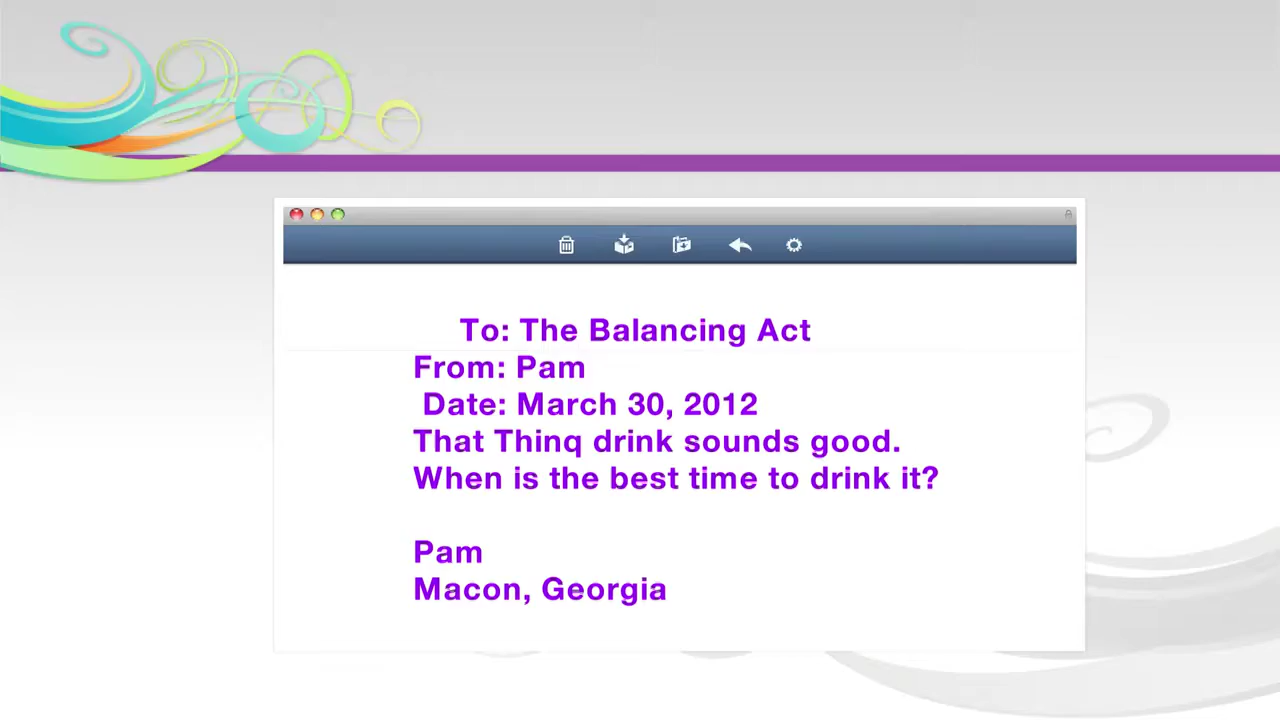 To: The Balancing Act
From: Pam
Date: March 30, 2012
That Thinq drink sounds good.
When is the best time to drink it?
Pam
Macon, Georgia